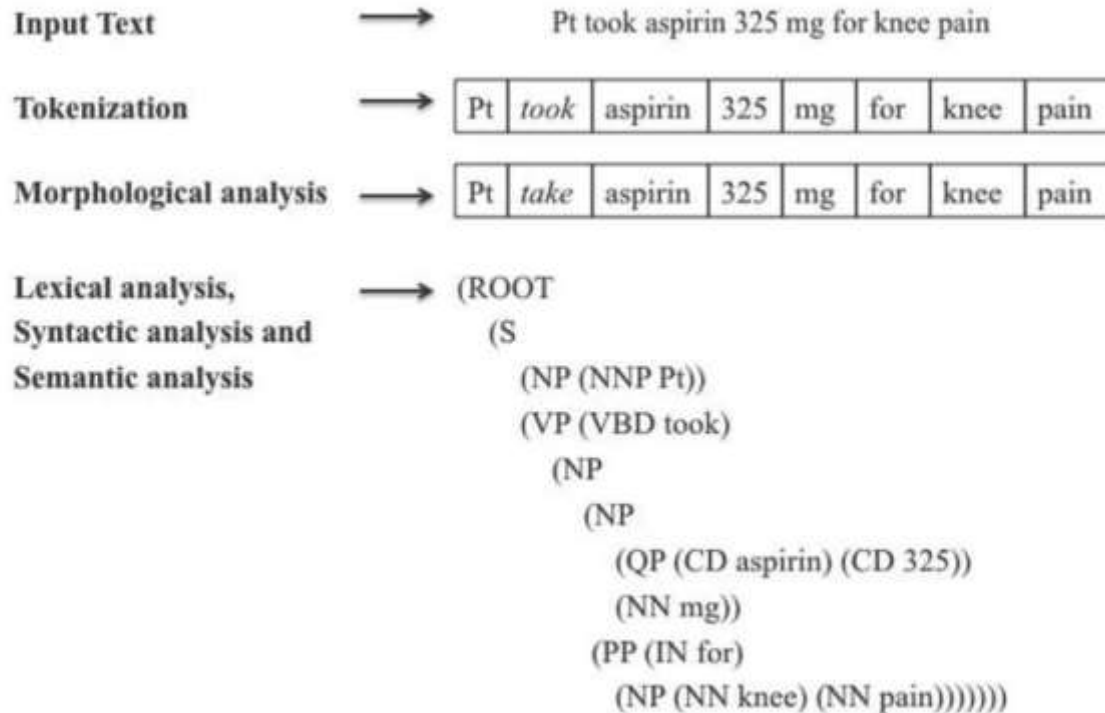 Input Text → Pt took aspirin 325 mg for knee pain
Tokenization → Pt took aspirin 325 mg for knee pain
Morphological analysis → Pt take aspirin 325 mg for knee pain
Lexical analysis, → (ROOT
Syntactic analysis and (S
Semantic analysis (NP (NNP Pt))
(VP (VBD took)
(NP
(NP
(QP (CD aspirin) (CD 325))
(NN mg))
(PP (IN for)
(NP (NN knee) (NN pain)))))))